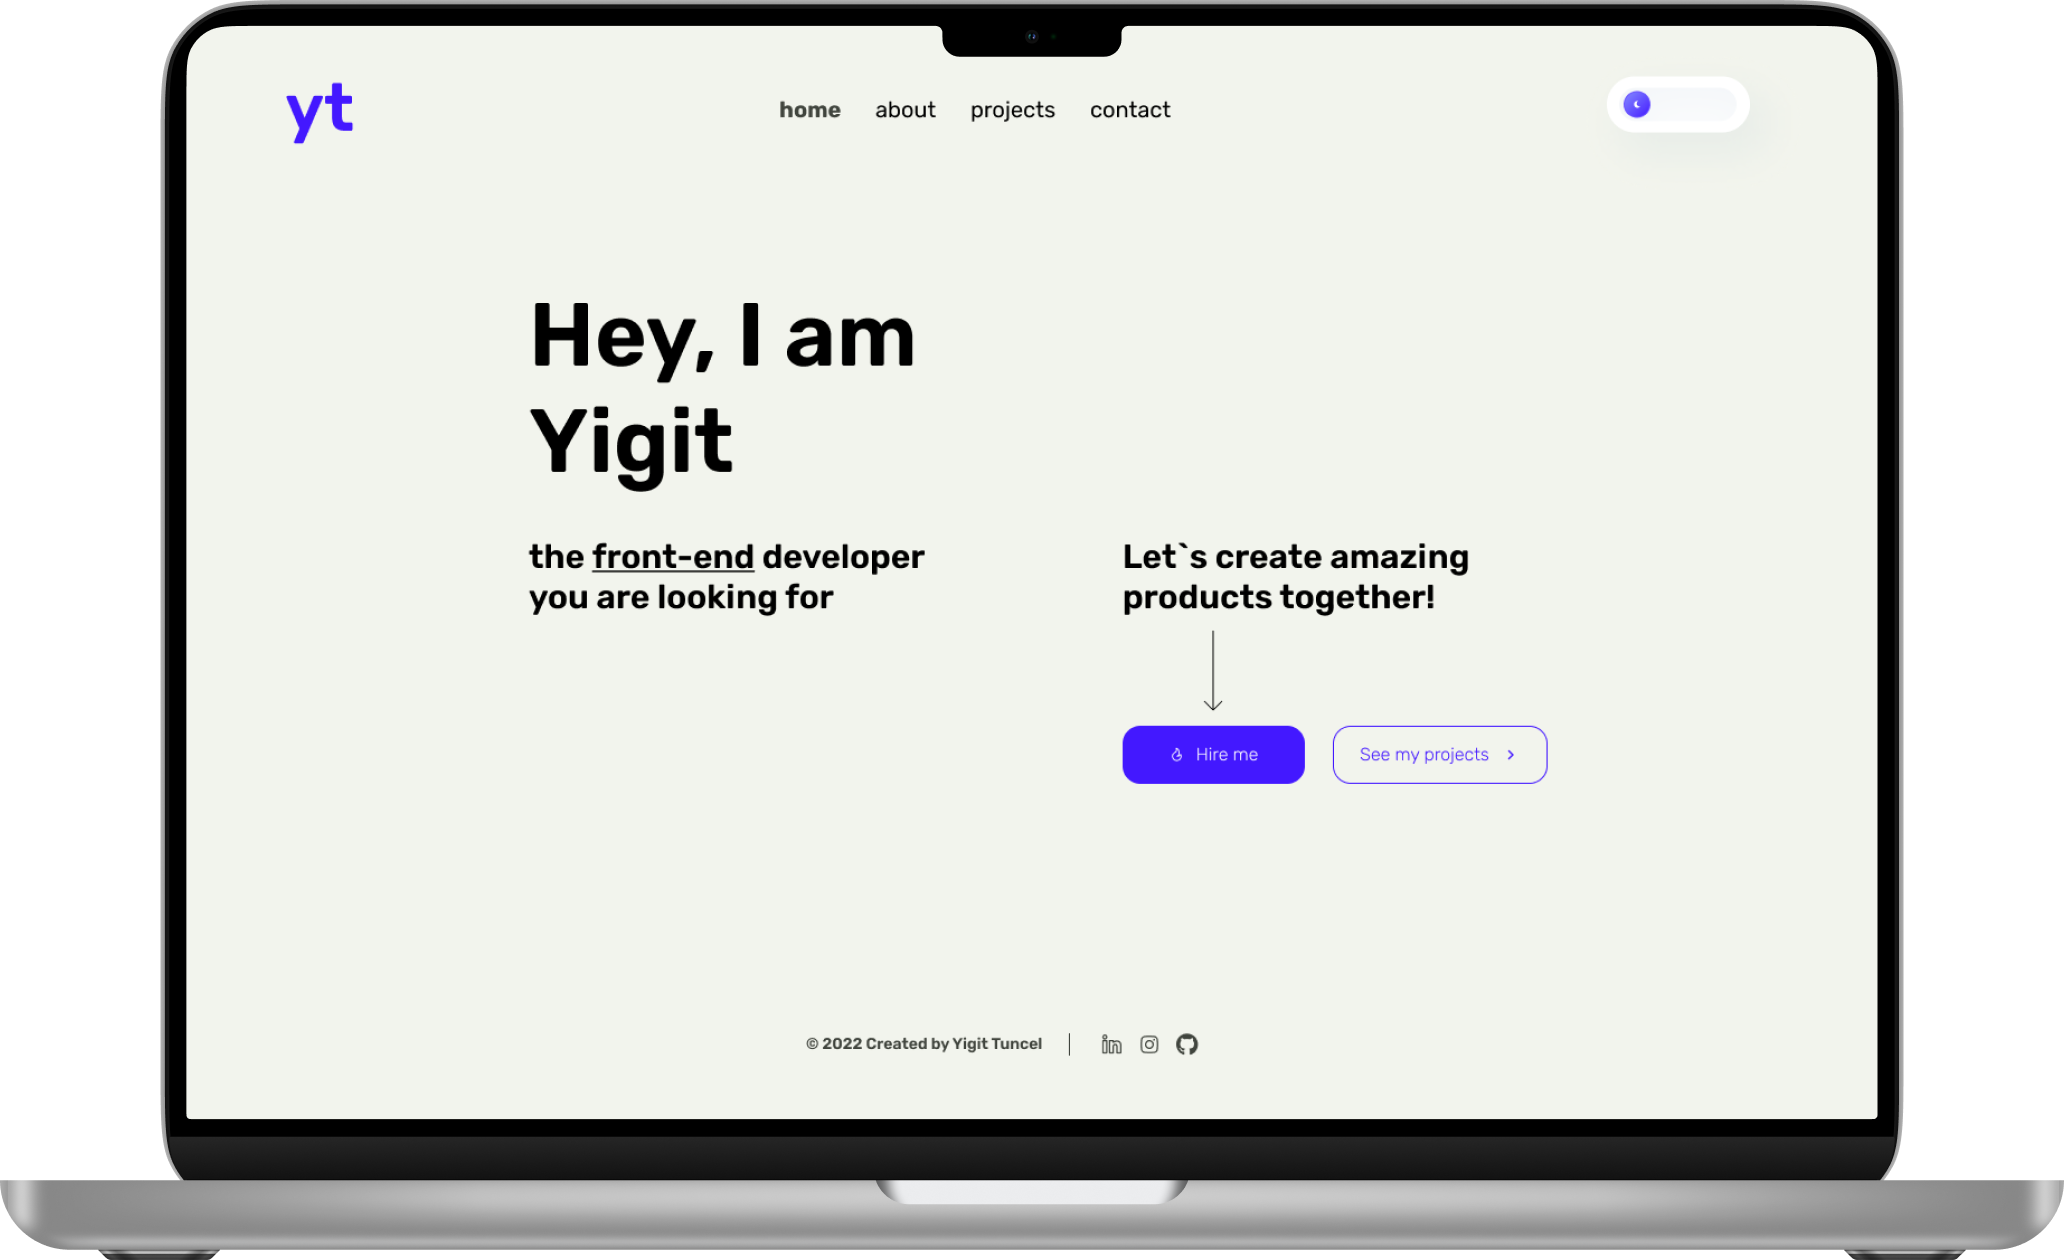 yt
home about projects contact
Hey, I am
Yigit
the front-end developer
you are looking for
Let`s create amazing
products together!
Hire me
See my projects
© 2022 Created by Yigit Tuncel
in